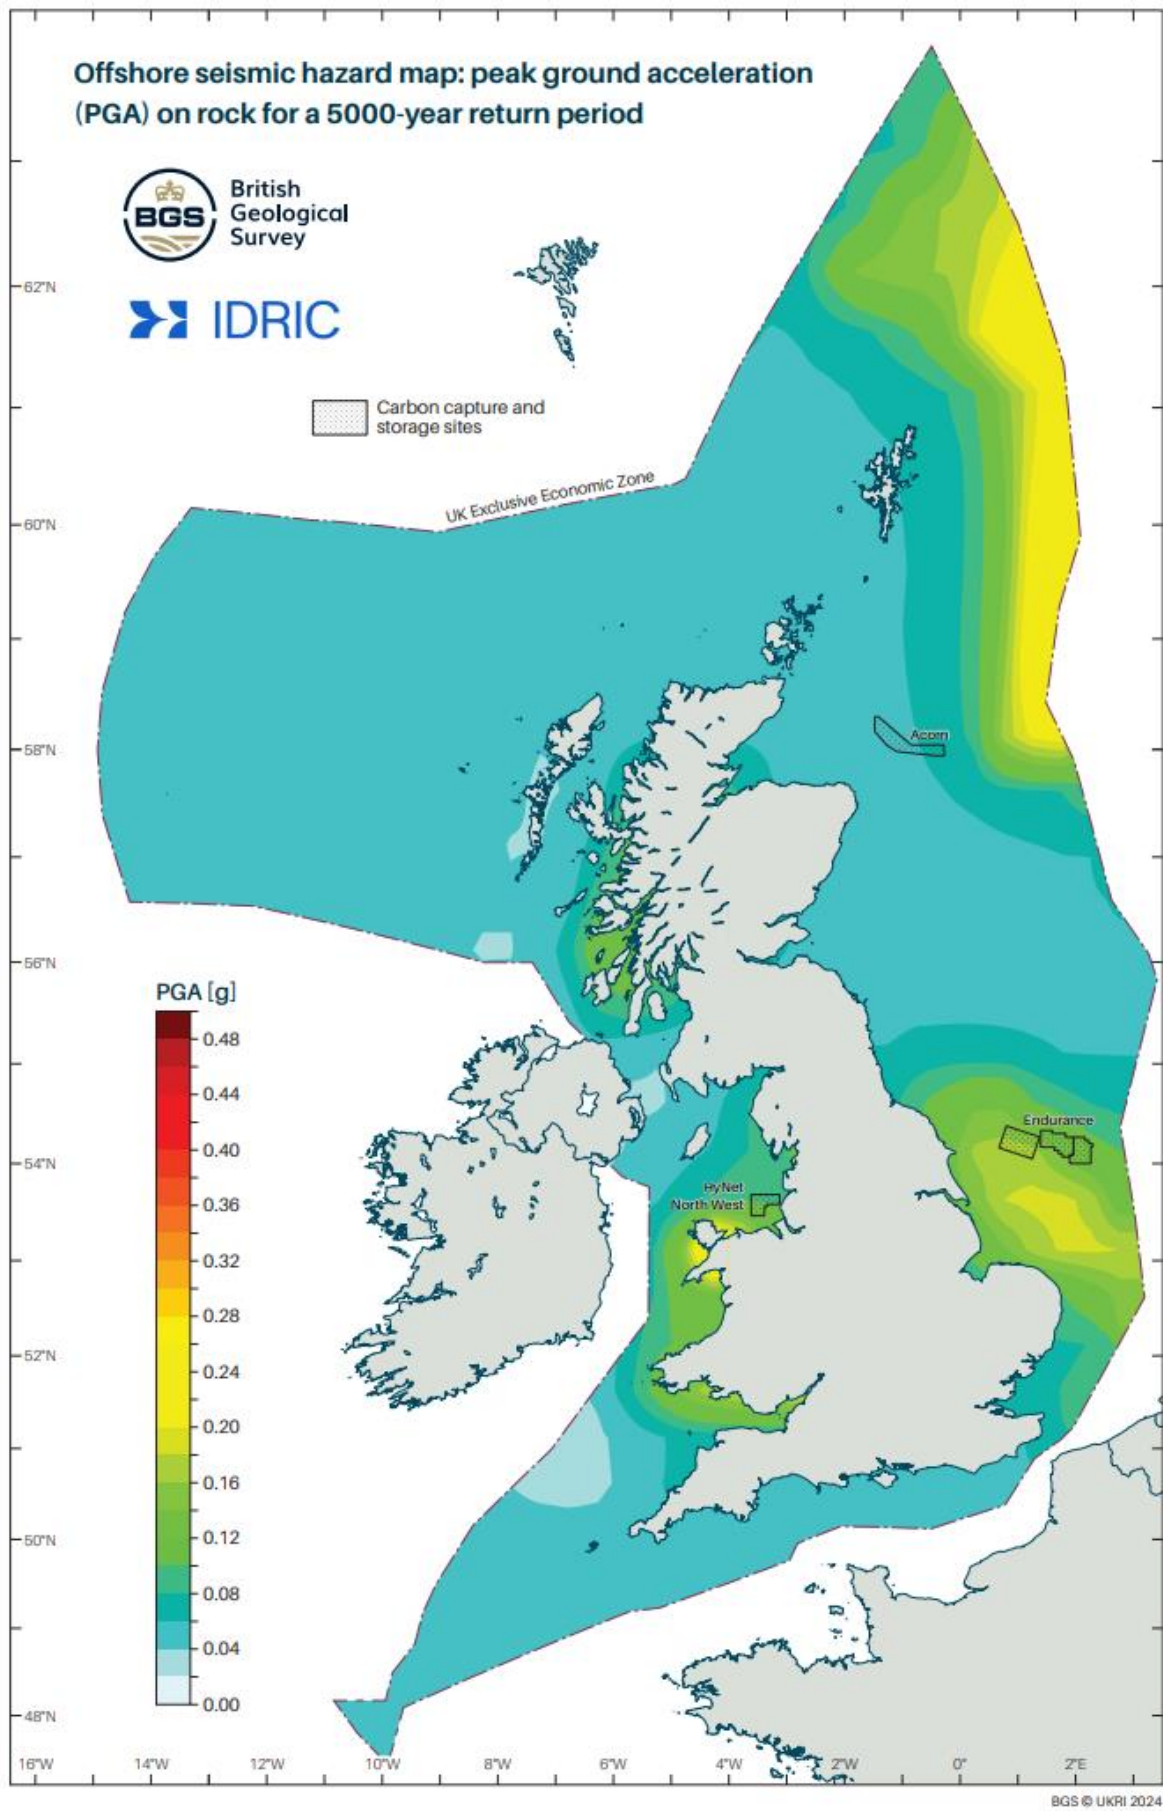 Offshore seismic hazard map: peak ground acceleration
(PGA) on rock for a 5000-year return period
BGS
British
Geological
Survey
IDRIC
Carbon capture and
storage sites
UK Exclusive Economic Zone
62°N
60°N
58°N
56°N
54°N
52°N
50°N
48°N
Acorn
Endurance
HyNet
North West
PGA [g]
0.48
0.44
0.40
0.36
0.32
0.28
0.24
0.20
0.16
0.12
0.08
0.04
0.00
16°W
14°W
12°W
10°W
8°W
6°W
4°W
2°W
0°
2°E
BGS © UKRI 2024